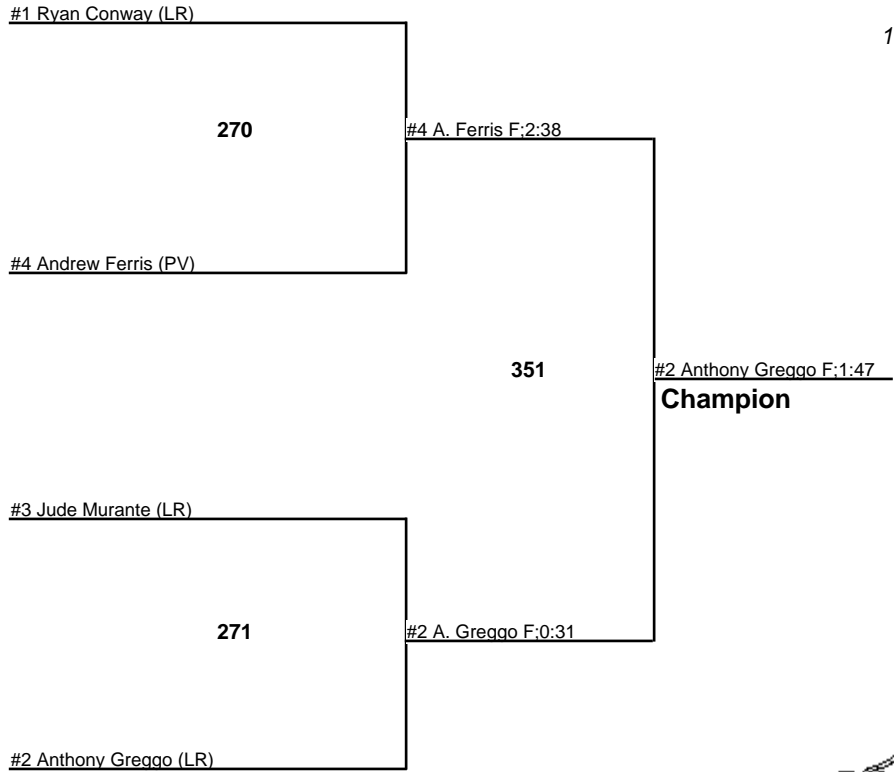 #1 Ryan Conway (LR)
1
270
#4 A. Ferris F;2:38
#4 Andrew Ferris (PV)
351
#2 Anthony Greggo F;1:47
Champion
#3 Jude Murante (LR)
271
#2 A. Greggo F;0:31
#2 Anthony Greggo (LR)